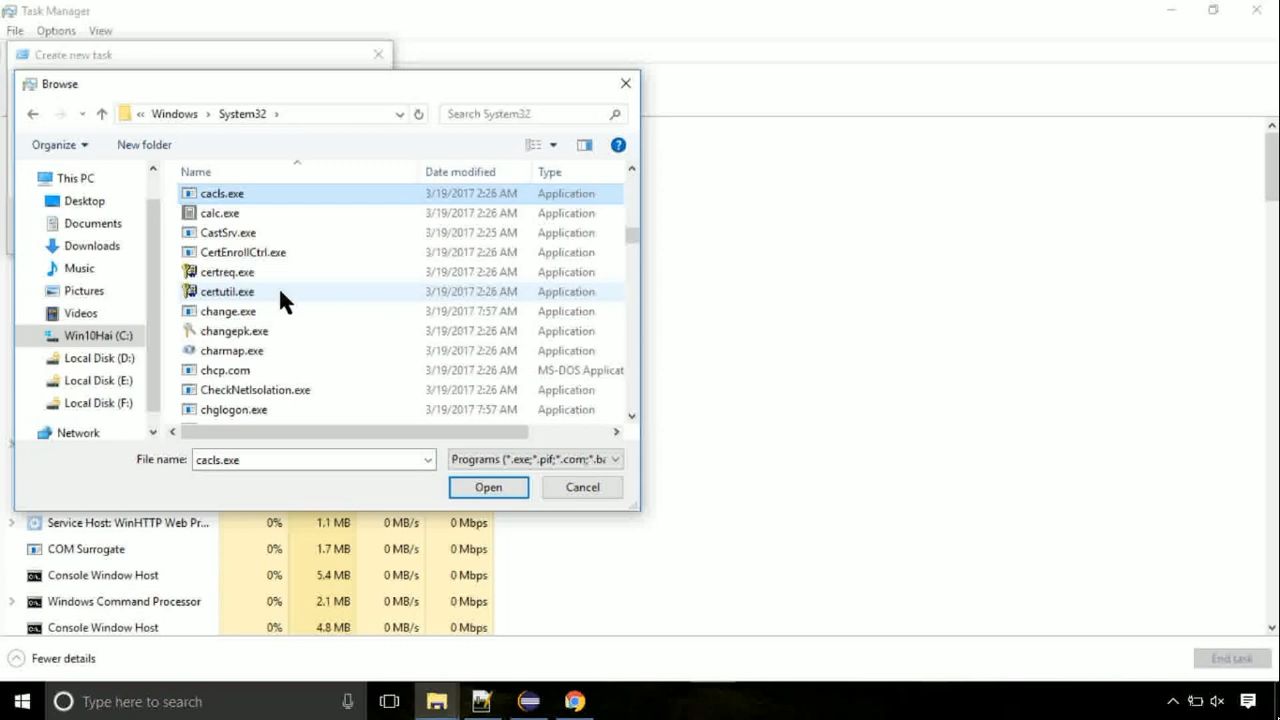 Task Manager
File Options View
Create new task
Browse
« Windows › System32 ›
Search System32
Organize New folder
?
Name Date modified Type
This PC
Desktop
Documents
Downloads
Music
Pictures
Videos
Win10Hai (C:)
Local Disk (D:)
Local Disk (E:)
Local Disk (F:)
Network
cacls.exe 3/19/2017 2:26 AM Application
calc.exe 3/19/2017 2:26 AM Application
CastSrv.exe 3/19/2017 2:25 AM Application
CertEnrollCtrl.exe 3/19/2017 2:26 AM Application
certreq.exe 3/19/2017 2:26 AM Application
certutil.exe 3/19/2017 2:26 AM Application
change.exe 3/19/2017 7:57 AM Application
changepk.exe 3/19/2017 2:26 AM Application
charmap.exe 3/19/2017 2:26 AM Application
chcp.com 3/19/2017 2:26 AM MS-DOS Applicat
CheckNetIsolation.exe 3/19/2017 2:26 AM Application
chglogon.exe 3/19/2017 7:57 AM Application
File name: cacls.exe Programs (*.exe;*.pif;*.com;*.ba
Open Cancel
Service Host: WinHTTP Web Pr... 0% 1.1 MB 0 MB/s 0 Mbps
COM Surrogate 0% 1.7 MB 0 MB/s 0 Mbps
Console Window Host 0% 5.4 MB 0 MB/s 0 Mbps
Windows Command Processor 0% 2.1 MB 0 MB/s 0 Mbps
Console Window Host 0% 4.8 MB 0 MB/s 0 Mbps
Fewer details End task
Type here to search